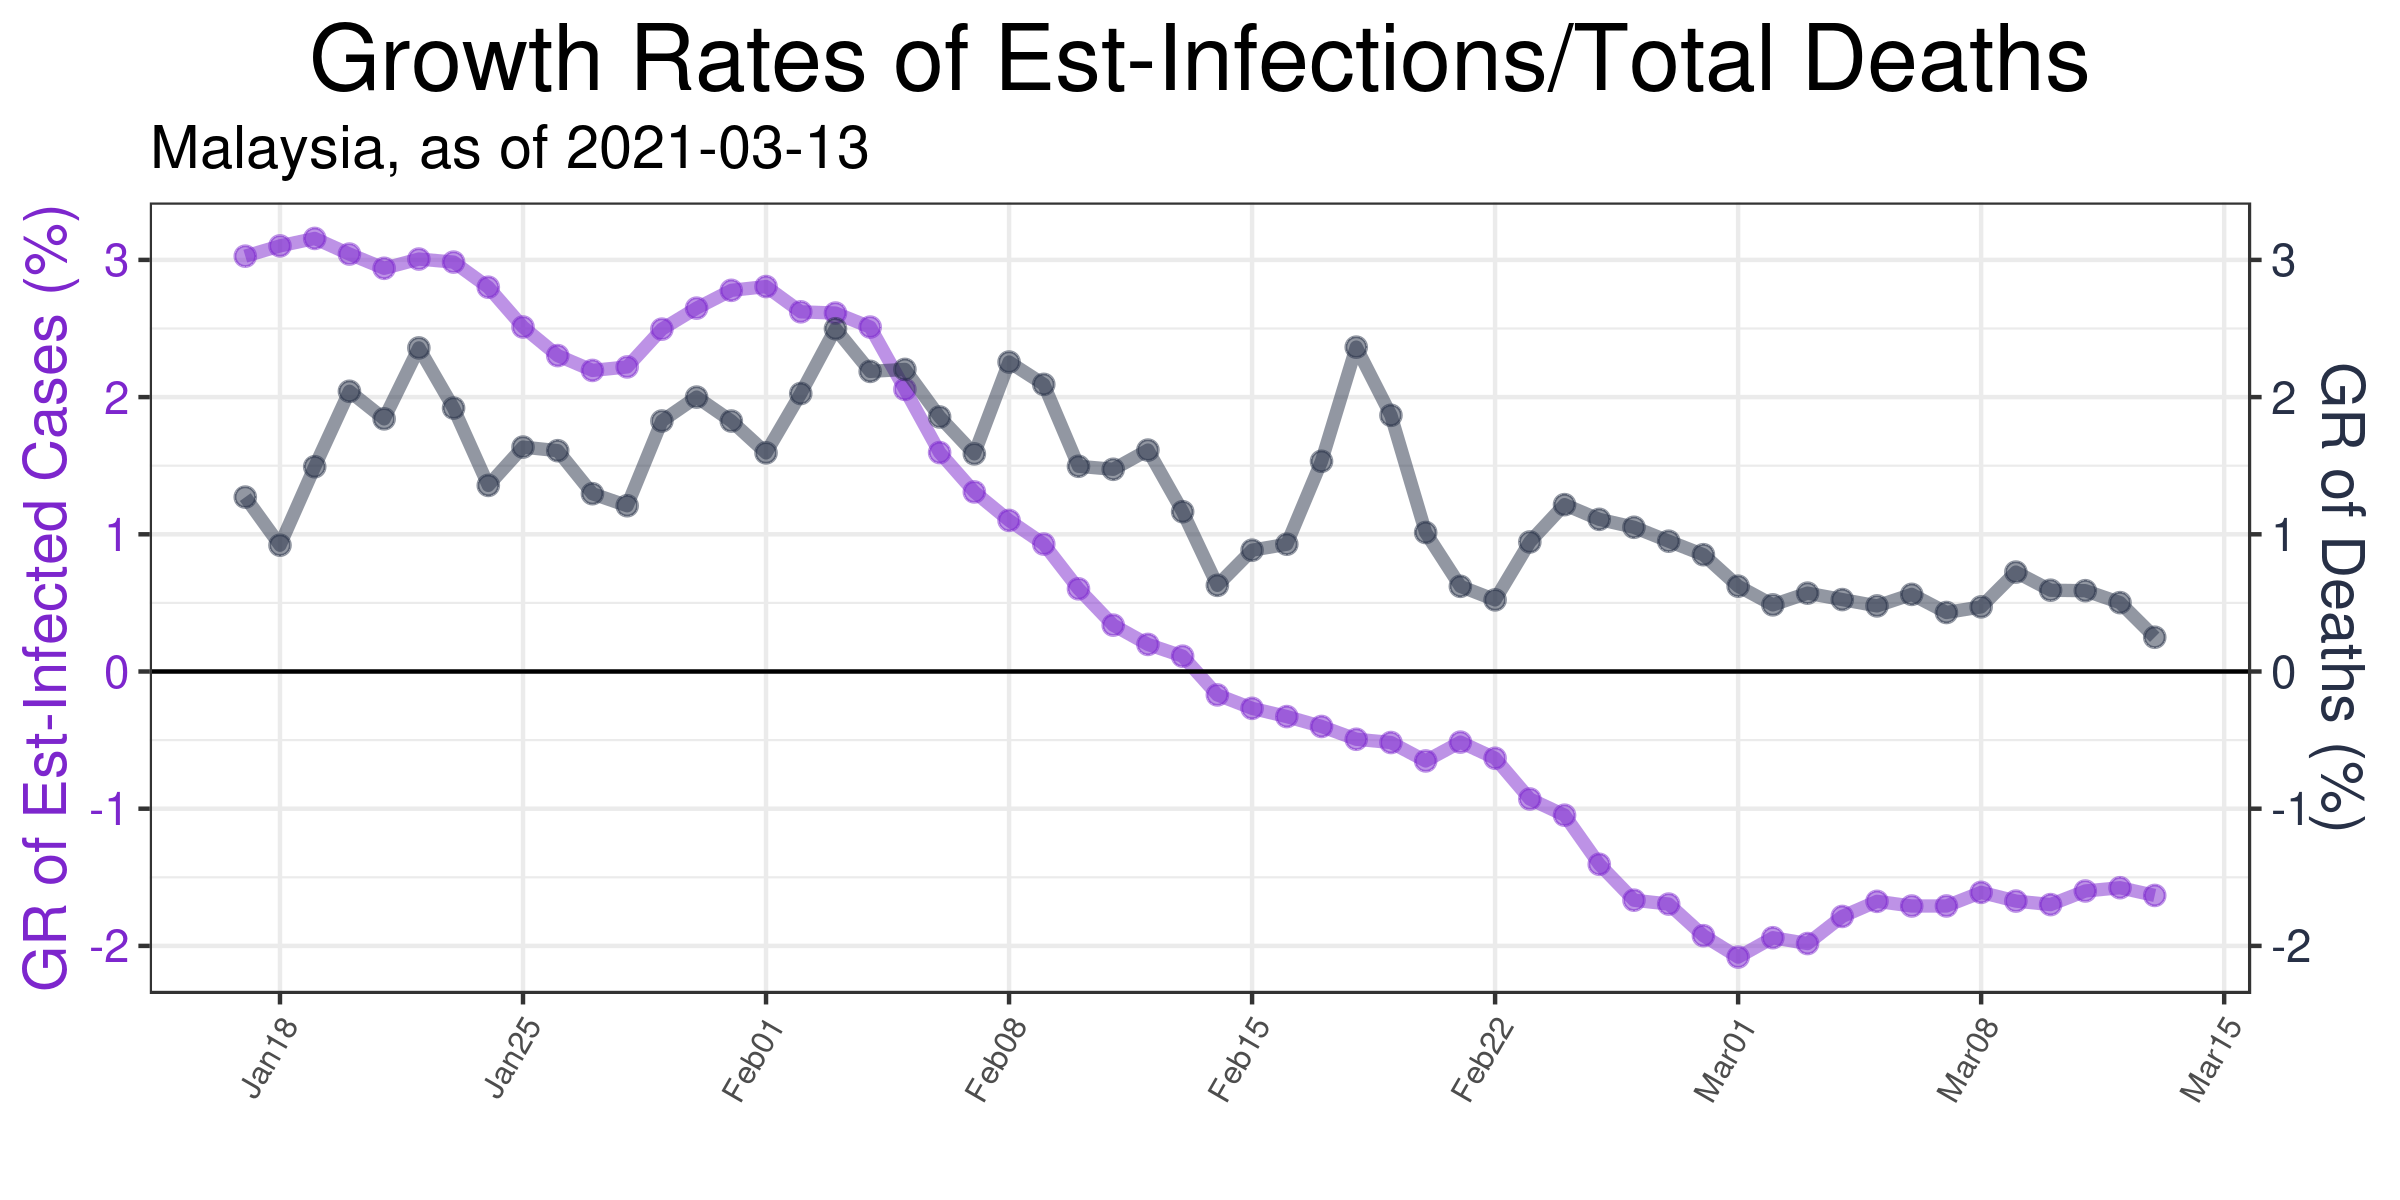 Growth Rates of Est-Infections/Total Deaths
Malaysia, as of 2021-03-13
GR of Est-Infected Cases (%)
3
2
1
0
-1
-2
3
2
1
0
-1
-2
GR of Deaths (%)
Jan18
Jan25
Feb01
Feb08
Feb15
Feb22
Mar01
Mar08
Mar15